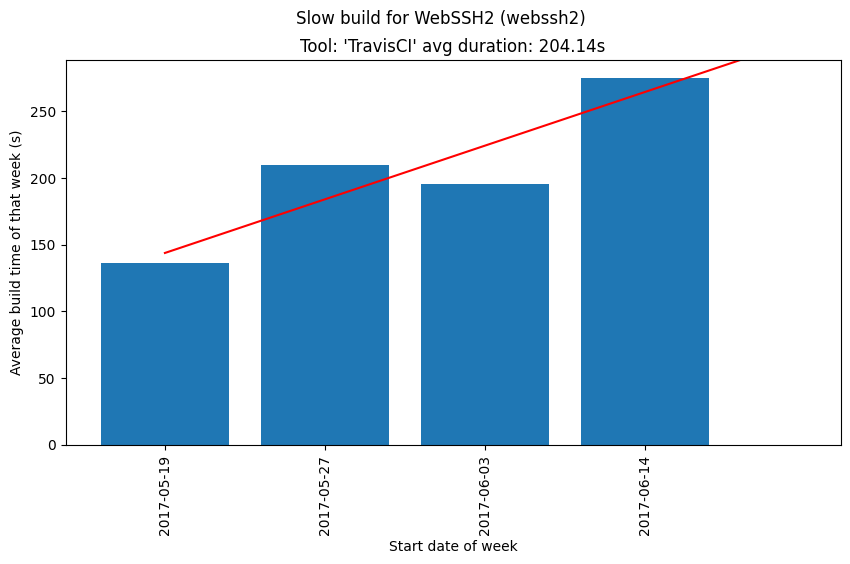 Slow build for WebSSH2 (webssh2)
Tool: 'TravisCI' avg duration: 204.14s
Average build time of that week (s)
250
200
150
100
50
0
2017-05-19
2017-05-27
2017-06-03
2017-06-14
Start date of week